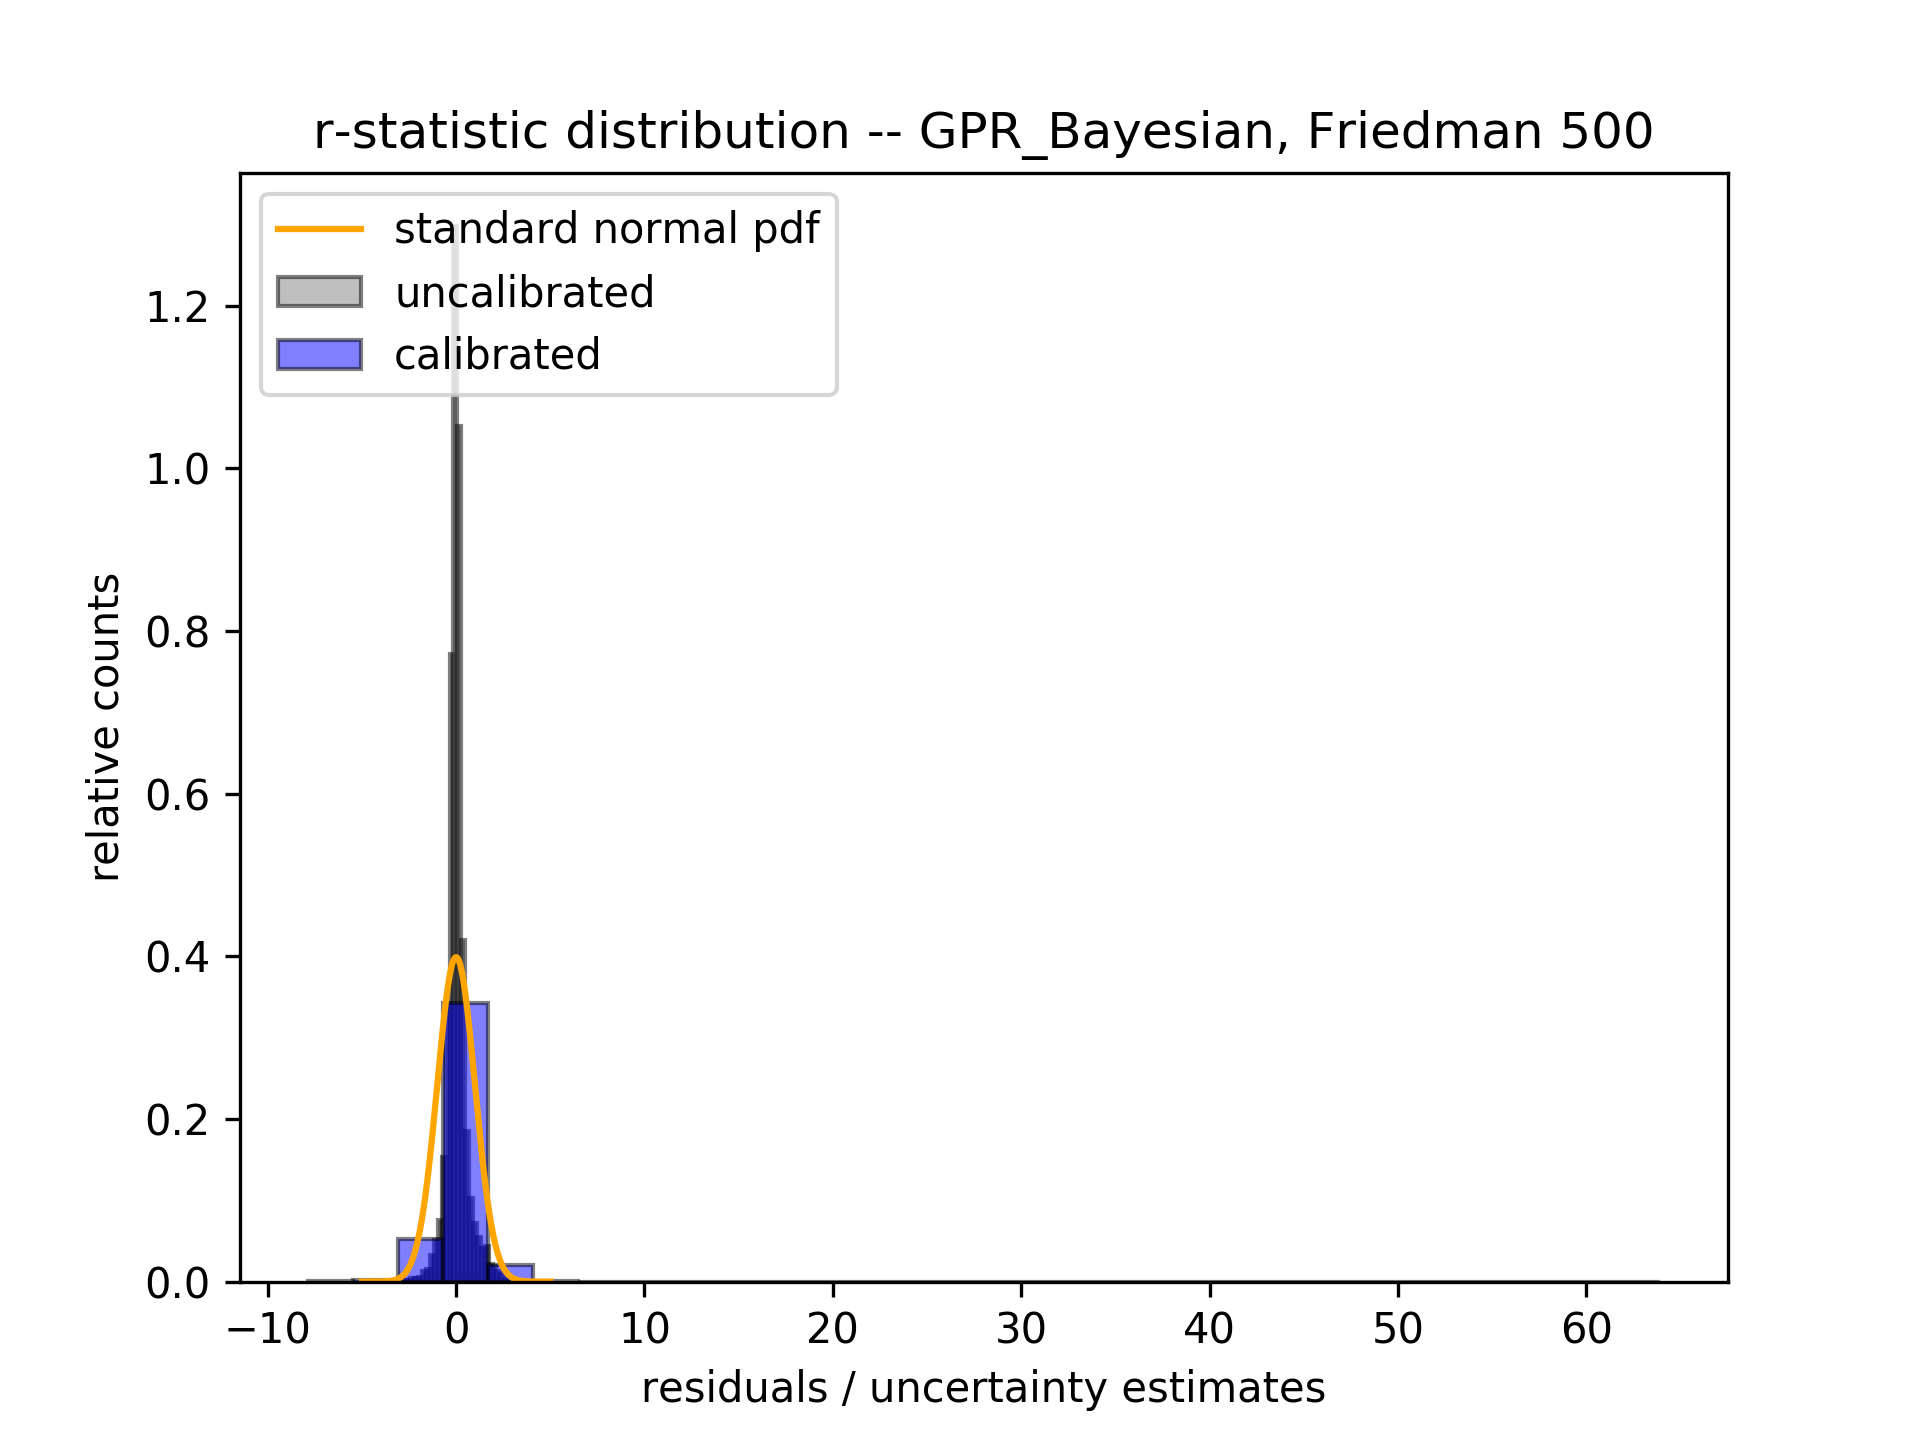 r-statistic distribution -- GPR_Bayesian, Friedman 500
standard normal pdf
uncalibrated
calibrated
relative counts
1.2
1.0
0.8
0.6
0.4
0.2
0.0
−10 0 10 20 30 40 50 60
residuals / uncertainty estimates